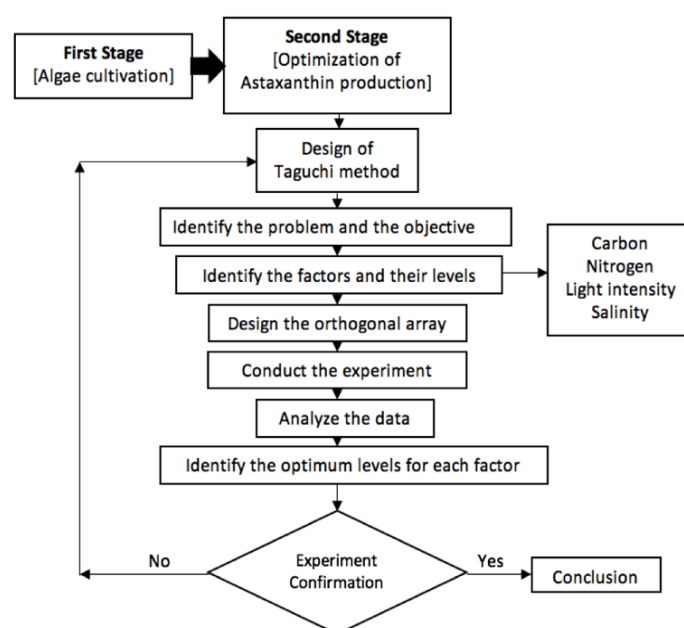 First Stage
[Algae cultivation]
Second Stage
[Optimization of
Astaxanthin production]
Design of
Taguchi method
Identify the problem and the objective
Identify the factors and their levels
Carbon
Nitrogen
Light intensity
Salinity
Design the orthogonal array
Conduct the experiment
Analyze the data
Identify the optimum levels for each factor
No
Experiment
Confirmation
Yes
Conclusion